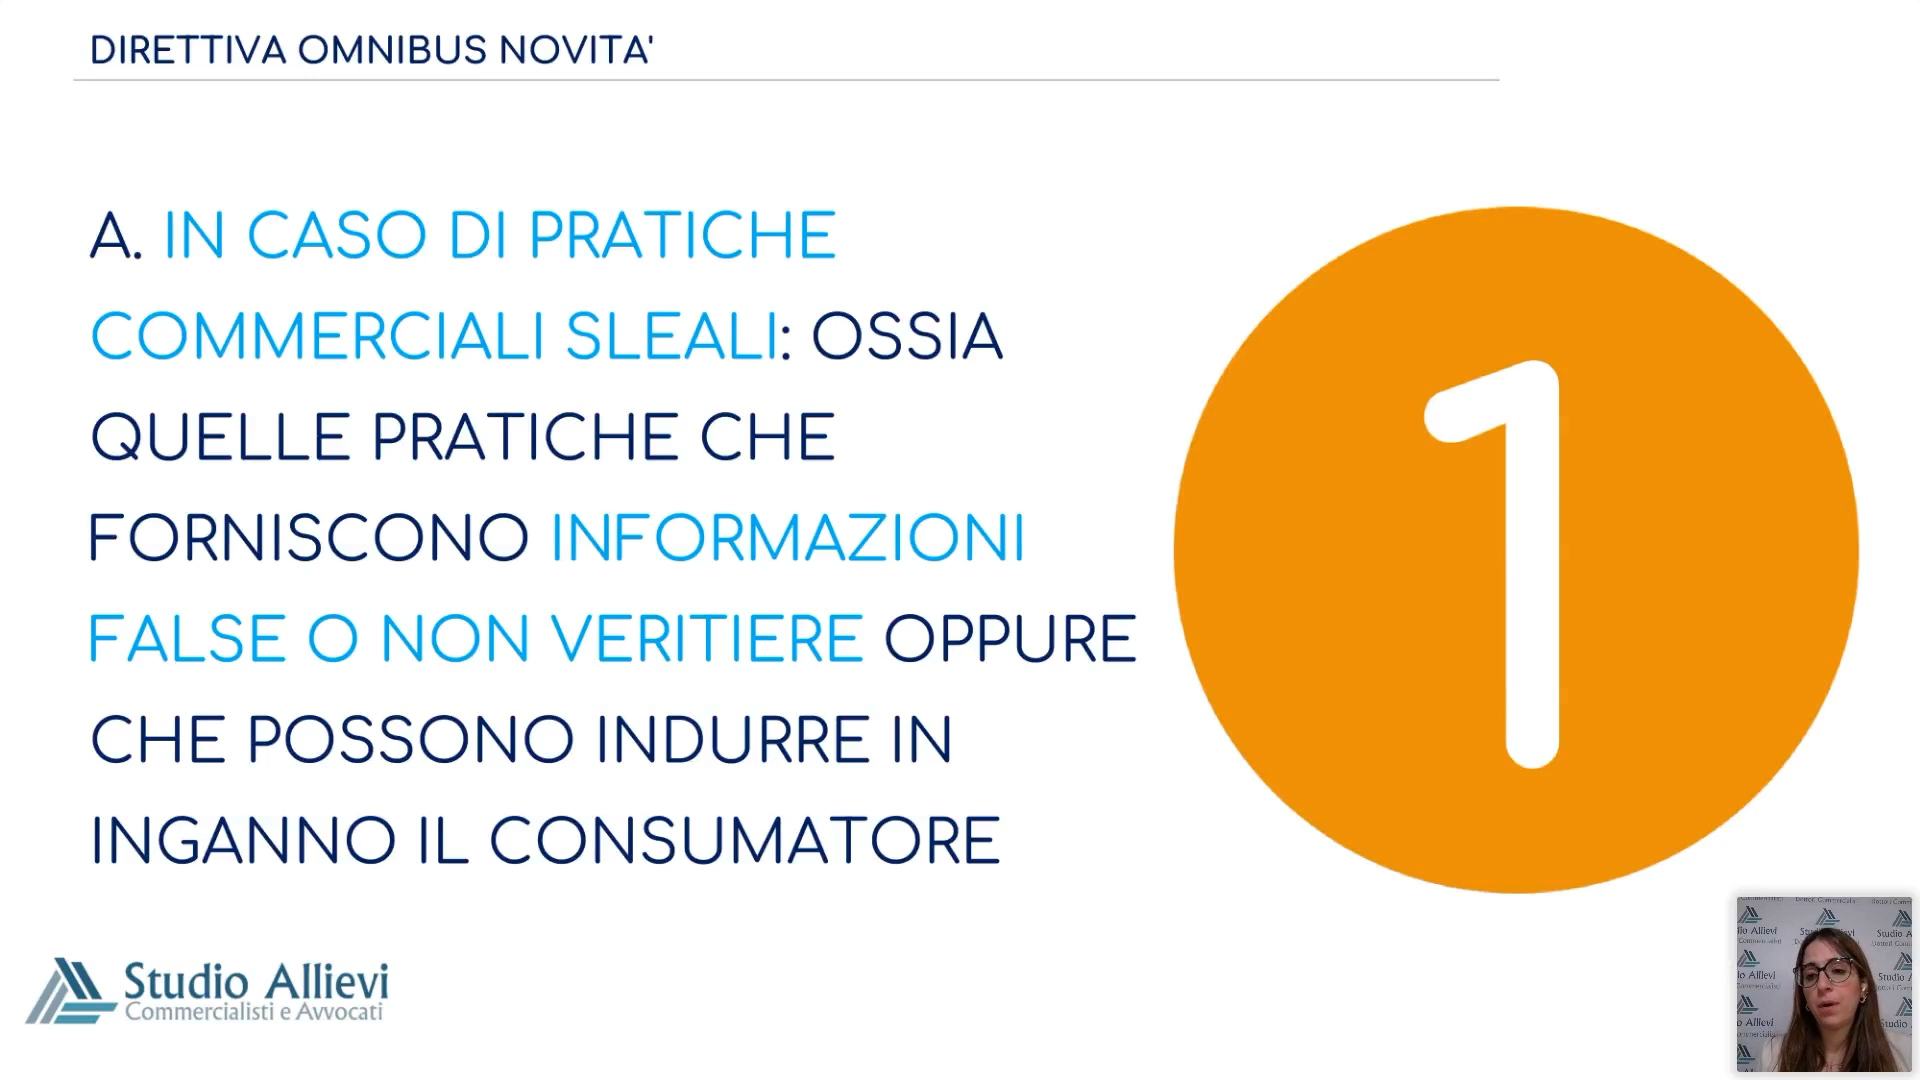 DIRETTIVA OMNIBUS NOVITA'
A. IN CASO DI PRATICHE
COMMERCIALI SLEALI: OSSIA
QUELLE PRATICHE CHE
FORNISCONO INFORMAZIONI
FALSE O NON VERITIERE OPPURE
CHE POSSONO INDURRE IN
INGANNO IL CONSUMATORE
1
Studio Allievi
Commercialisti e Avvocati